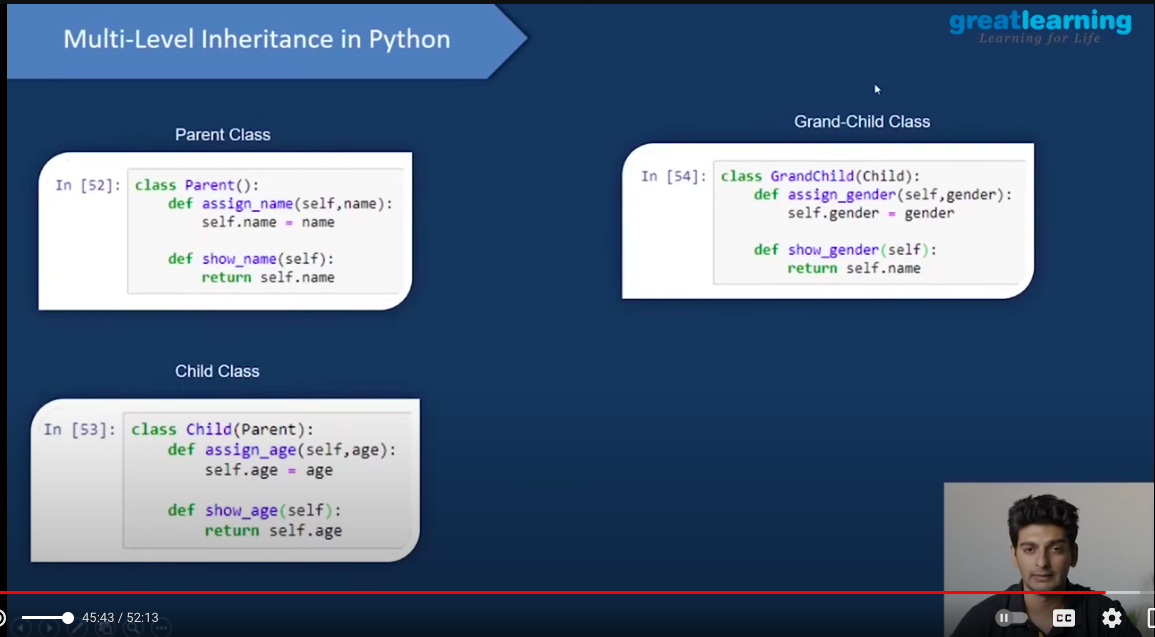 Multi-Level Inheritance in Python
greatlearning
Learning for Life
Parent Class
In [52]: class Parent():
def assign_name(self,name):
self.name = name
def show_name(self):
return self.name
Grand-Child Class
In [54]: class GrandChild(Child):
def assign_gender(self,gender):
self.gender = gender
def show_gender(self):
return self.name
Child Class
In [53]: class Child(Parent):
def assign_age(self,age):
self.age = age
def show_age(self):
return self.age
45:43 / 52:13
CC